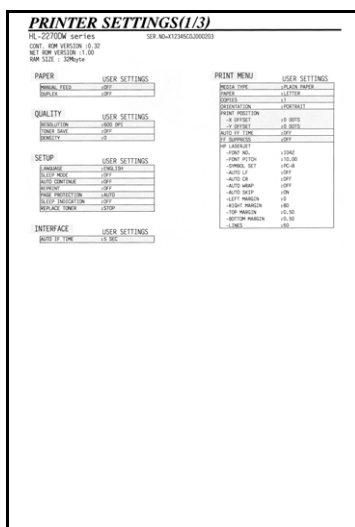 PRINTER SETTINGS(1/3)
HL-2270DW series SER.NO=X12345C0J000203
CONT. ROM VERSION :0.32
NET ROM VERSION :1.00
RAM SIZE : 32Mbyte
PAPER USER SETTINGS
MANUAL FEED :OFF
DUPLEX :OFF
QUALITY USER SETTINGS
RESOLUTION :600 DPI
TONER SAVE :OFF
DENSITY :0
SETUP USER SETTINGS
LANGUAGE :ENGLISH
SLEEP MODE :OFF
AUTO CONTINUE :OFF
REPRINT :OFF
PAGE PROTECTION :AUTO
SLEEP INDICATION :OFF
REPLACE TONER :STOP
INTERFACE USER SETTINGS
AUTO IF TIME :5 SEC
PRINT MENU USER SETTINGS
MEDIA TYPE :PLAIN PAPER
PAPER :LETTER
COPIES :1
ORIENTATION :PORTRAIT
PRINT POSITION
-X OFFSET :0 DOTS
-Y OFFSET :0 DOTS
AUTO FF TIME :OFF
FF SUPPRESS :OFF
HP LASERJET
-FONT NO. :I042
-FONT PITCH :10.00
-SYMBOL SET :PC-8
-AUTO LF :OFF
-AUTO CR :OFF
-AUTO WRAP :OFF
-AUTO SKIP :ON
-LEFT MARGIN :0
-RIGHT MARGIN :80
-TOP MARGIN :0.50
-BOTTOM MARGIN :0.50
-LINES :60